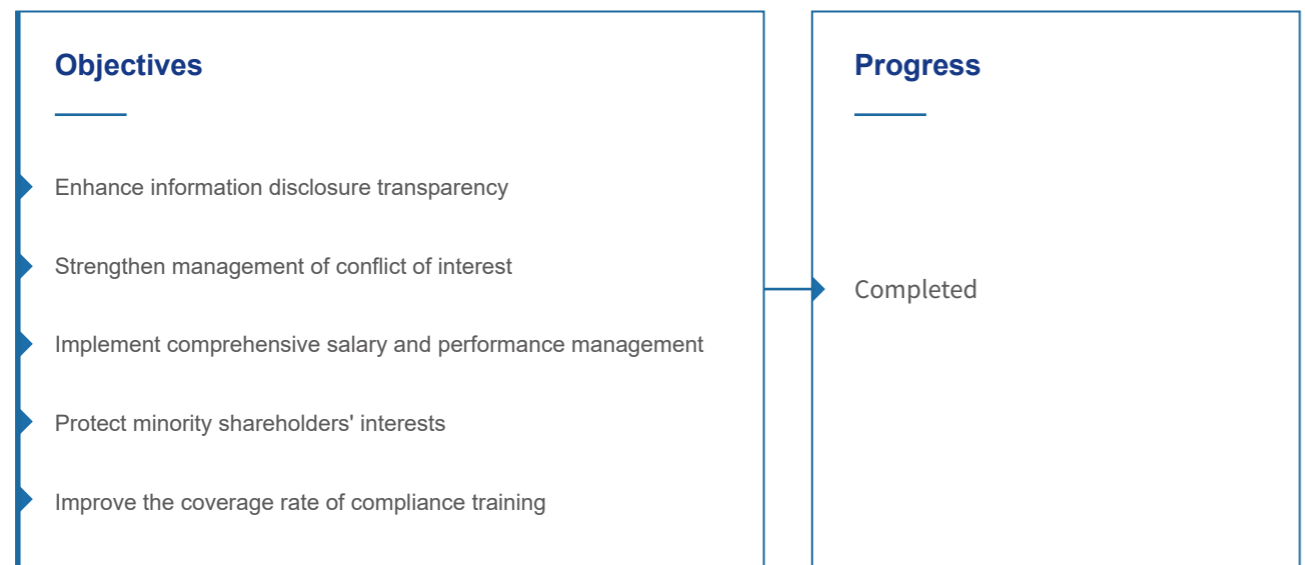 Objectives
Enhance information disclosure transparency
Strengthen management of conflict of interest
Implement comprehensive salary and performance management
Protect minority shareholders' interests
Improve the coverage rate of compliance training
Progress
Completed